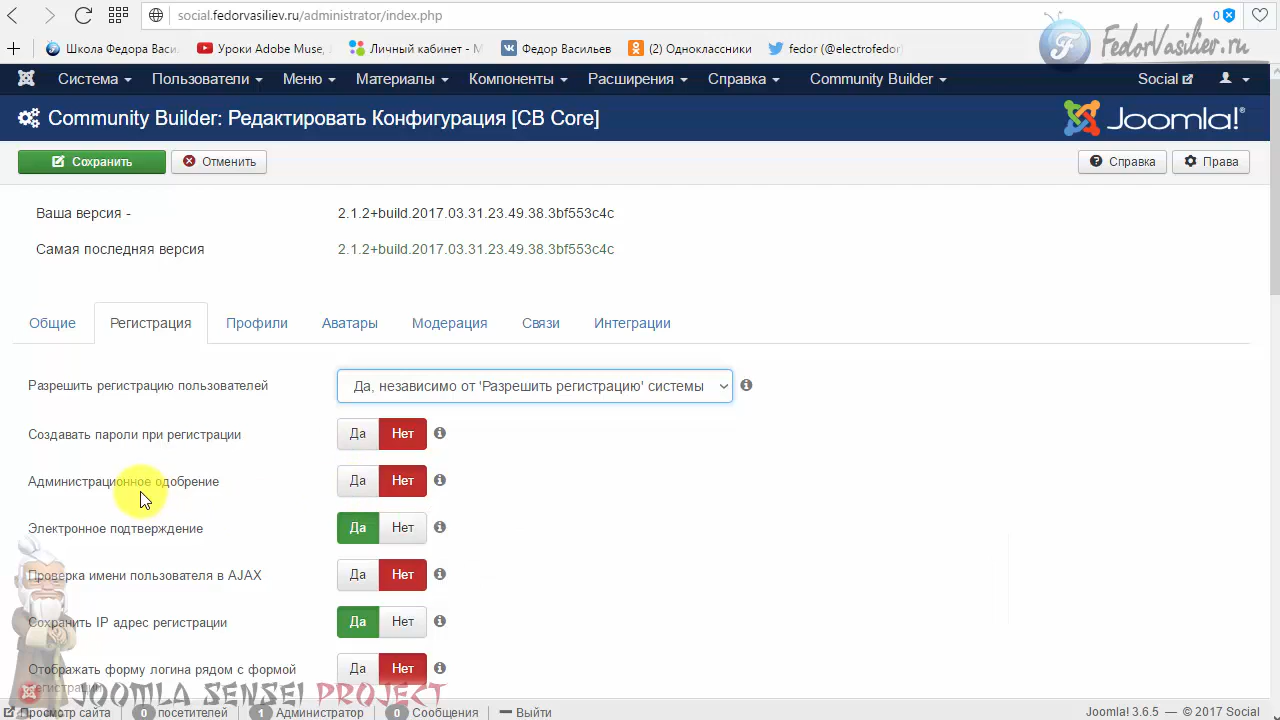 social.fedorvasiliev.ru/administrator/index.php
0
Школа Федора Васи.
Уроки Adobe Muse,
Личный кабинет - М
Федор Васильев
(2) Одноклассники
fedor (@electrofedor)
FedorVasiliev.ru
Система
Пользователи
Меню
Материалы
Компоненты
Расширения
Справка
Community Builder
Social
Community Builder: Редактировать Конфигурация [CB Core]
Joomla!®
Сохранить
Отменить
Справка
Права
Ваша версия -
2.1.2+build.2017.03.31.23.49.38.3bf553c4c
Самая последняя версия
2.1.2+build.2017.03.31.23.49.38.3bf553c4c
Общие
Регистрация
Профили
Аватары
Модерация
Связи
Интеграции
Разрешить регистрацию пользователей
Да, независимо от 'Разрешить регистрацию' системы
Создавать пароли при регистрации
Да Нет
Администрационное одобрение
Да Нет
Электронное подтверждение
Да Нет
Проверка имени пользователя в AJAX
Да Нет
Сохранить IP адрес регистрации
Да Нет
Отображать форму логина рядом с формой
регистрации
Да Нет
JOOMLA SENSEI PROJECT
Просмотр сайта
0 посетителей
1 Администратор
0 Сообщения
Выйти
Joomla! 3.6.5 — © 2017 Social